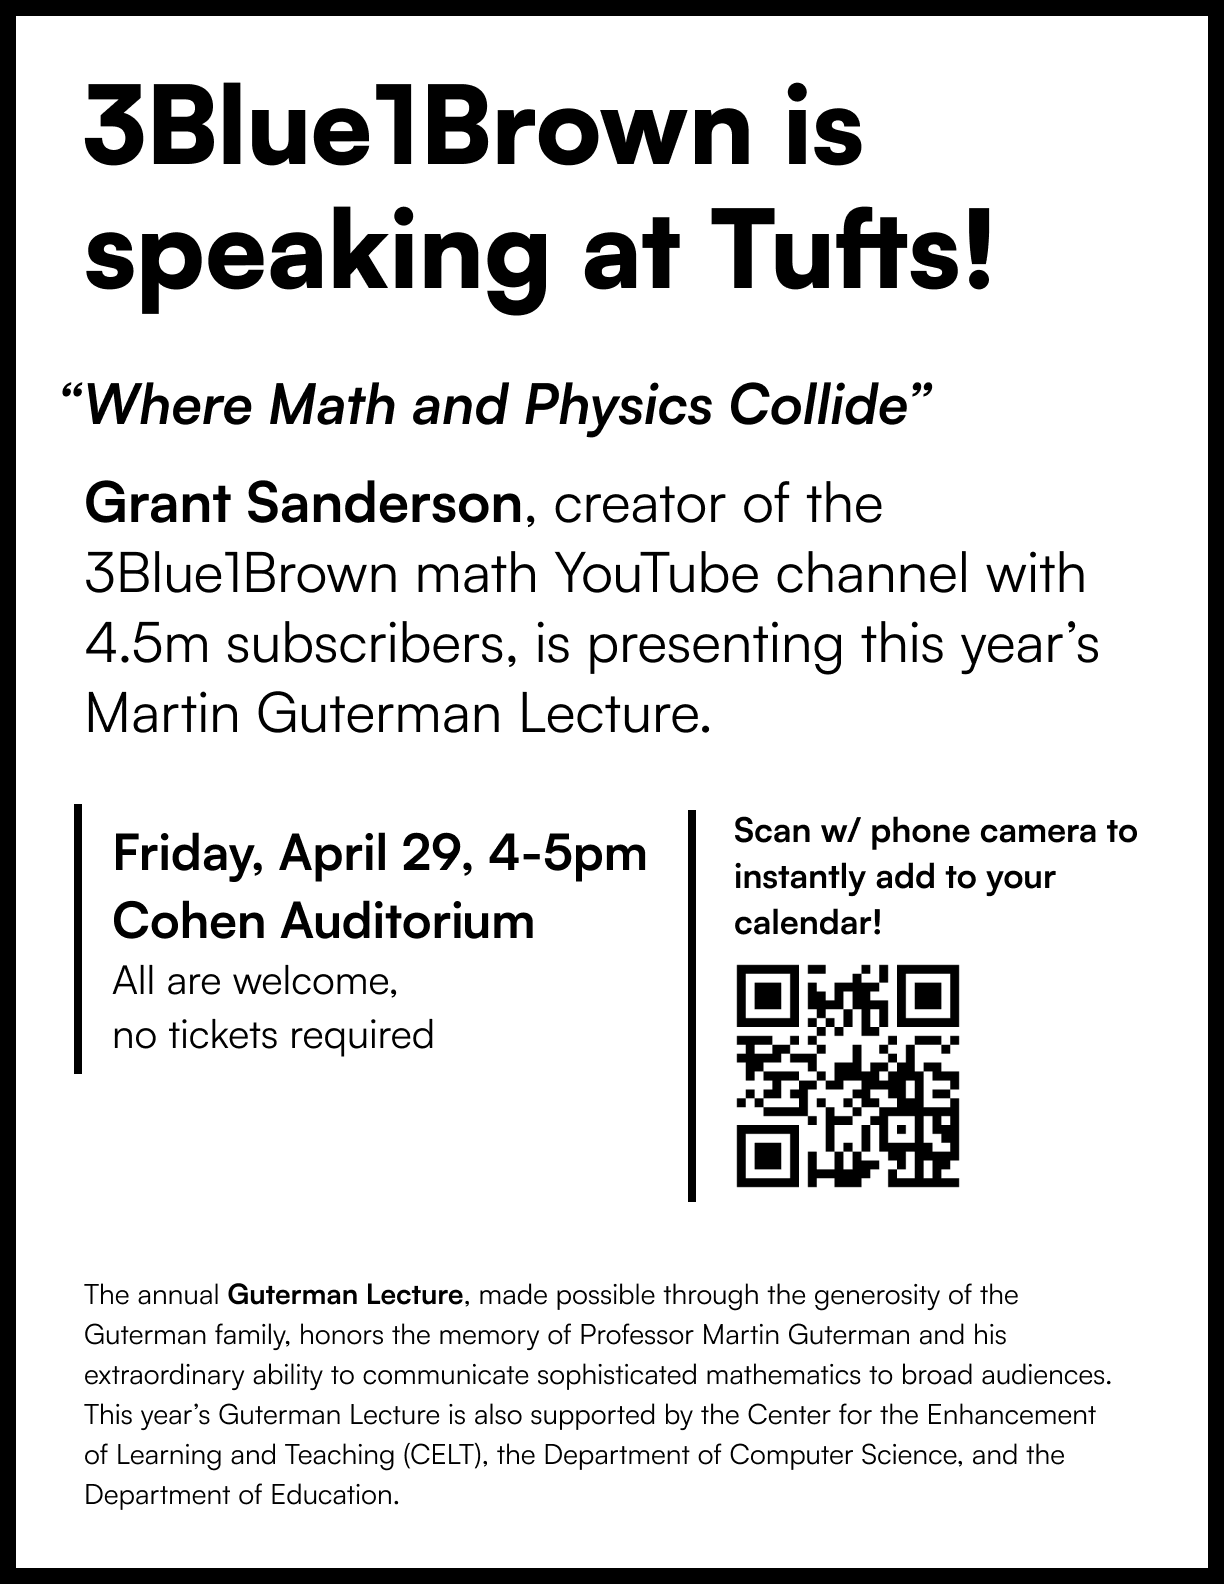 3Blue1Brown is
speaking at Tufts!
“Where Math and Physics Collide”
Grant Sanderson, creator of the
3Blue1Brown math YouTube channel with
4.5m subscribers, is presenting this year’s
Martin Guterman Lecture.
Friday, April 29, 4-5pm
Cohen Auditorium
All are welcome,
no tickets required
Scan w/ phone camera to
instantly add to your
calendar!
The annual Guterman Lecture, made possible through the generosity of the
Guterman family, honors the memory of Professor Martin Guterman and his
extraordinary ability to communicate sophisticated mathematics to broad audiences.
This year’s Guterman Lecture is also supported by the Center for the Enhancement
of Learning and Teaching (CELT), the Department of Computer Science, and the
Department of Education.